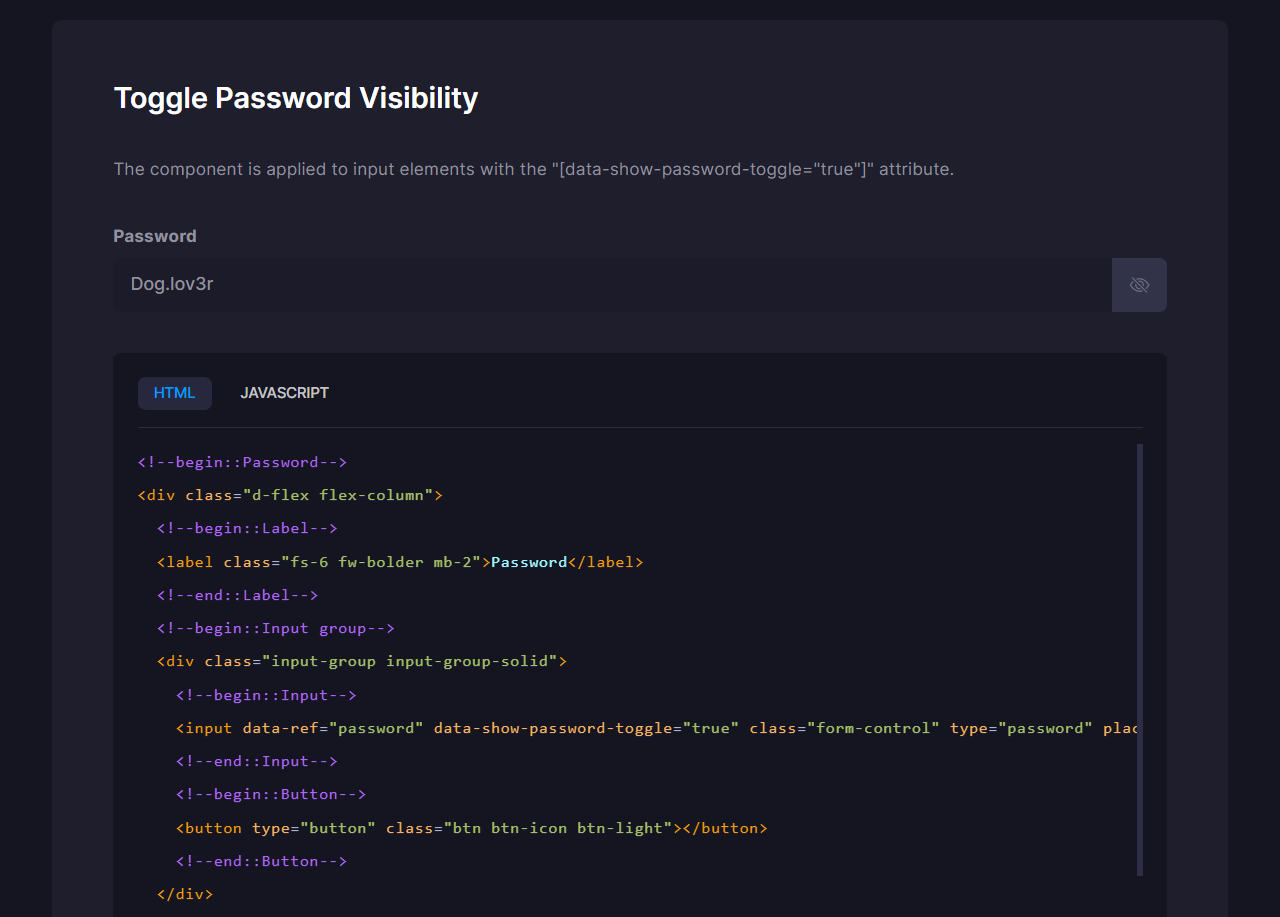 Toggle Password Visibility
The component is applied to input elements with the "[data-show-password-toggle="true"]" attribute.
Password
Dog.lov3r
HTML JAVASCRIPT
<!--begin::Password-->
<div class="d-flex flex-column">
<!--begin::Label-->
<label class="fs-6 fw-bolder mb-2">Password</label>
<!--end::Label-->
<!--begin::Input group-->
<div class="input-group input-group-solid">
<!--begin::Input-->
<input data-ref="password" data-show-password-toggle="true" class="form-control" type="password" plac
<!--end::Input-->
<!--begin::Button-->
<button type="button" class="btn btn-icon btn-light"></button>
<!--end::Button-->
</div>